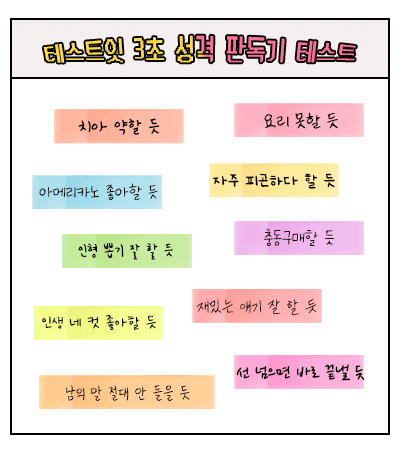 테스트잇 3초 성격 판독기 테스트
치아 약할 듯
요리 못할 듯
아메리카노 좋아할 듯
자주 피곤하다 할 듯
인형 뽑기 잘 할 듯
충동구매할 듯
재밌는 얘기 잘 할 듯
인생 네 컷 좋아할 듯
선 넘으면 바로 끝낼 듯
남의 말 절대 안 들을 듯